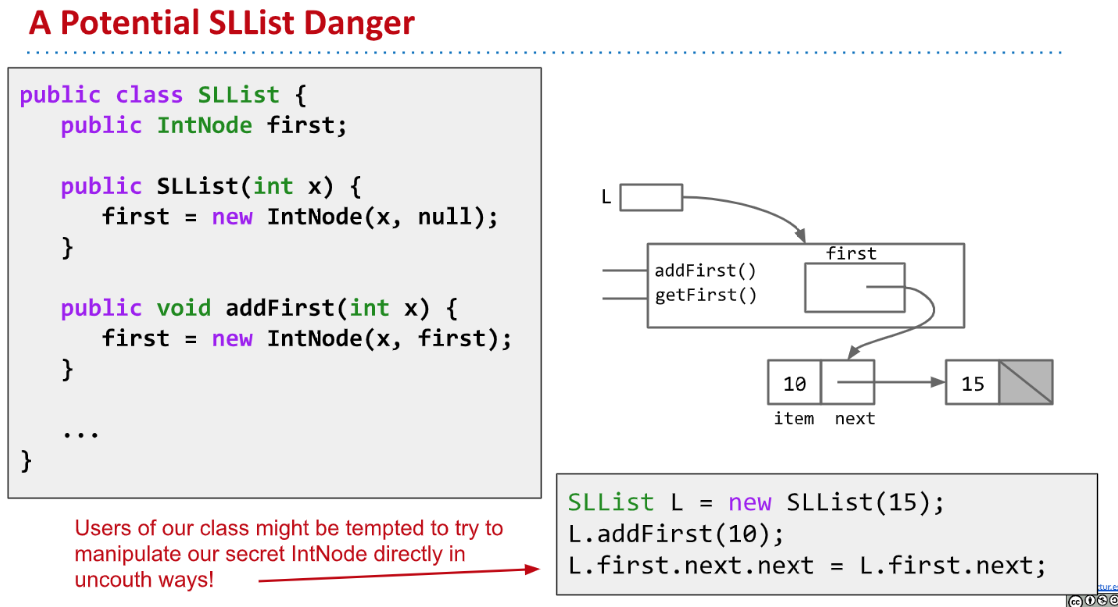 A Potential SLList Danger
public class SLList {
public IntNode first;
public SLList(int x) {
first = new IntNode(x, null);
}
public void addFirst(int x) {
first = new IntNode(x, first);
}
...
}
Users of our class might be tempted to try to
manipulate our secret IntNode directly in
uncouth ways!
L
first
addFirst()
getFirst()
10
15
item next
SLList L = new SLList(15);
L.addFirst(10);
L.first.next.next = L.first.next;